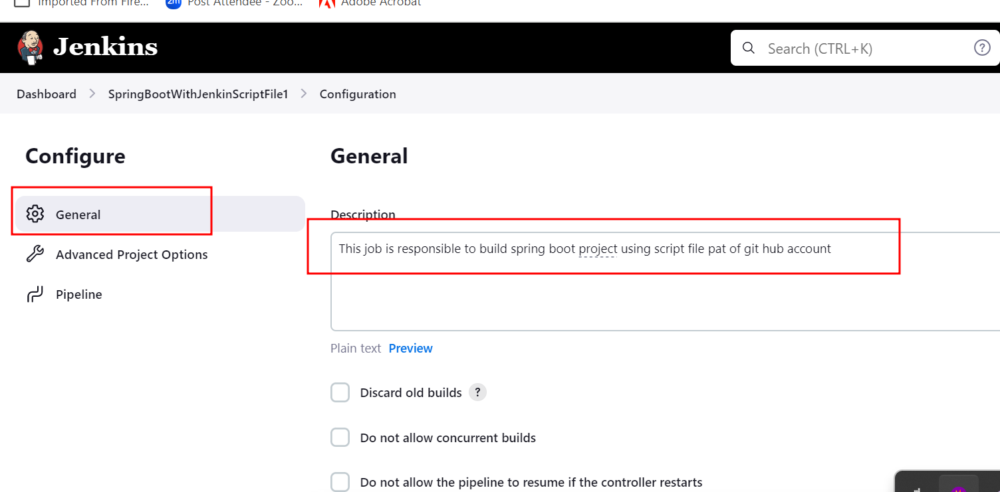 Imported From Fire...
Post Attendee - Zoo...
Adobe Acrobat
Jenkins
Search (CTRL+K)
?
Dashboard > SpringBootWithJenkinScriptFile1 > Configuration
Configure
General
Advanced Project Options
Pipeline
General
Description
This job is responsible to build spring boot project using script file pat of git hub account
Plain text Preview
Discard old builds ?
Do not allow concurrent builds
Do not allow the pipeline to resume if the controller restarts